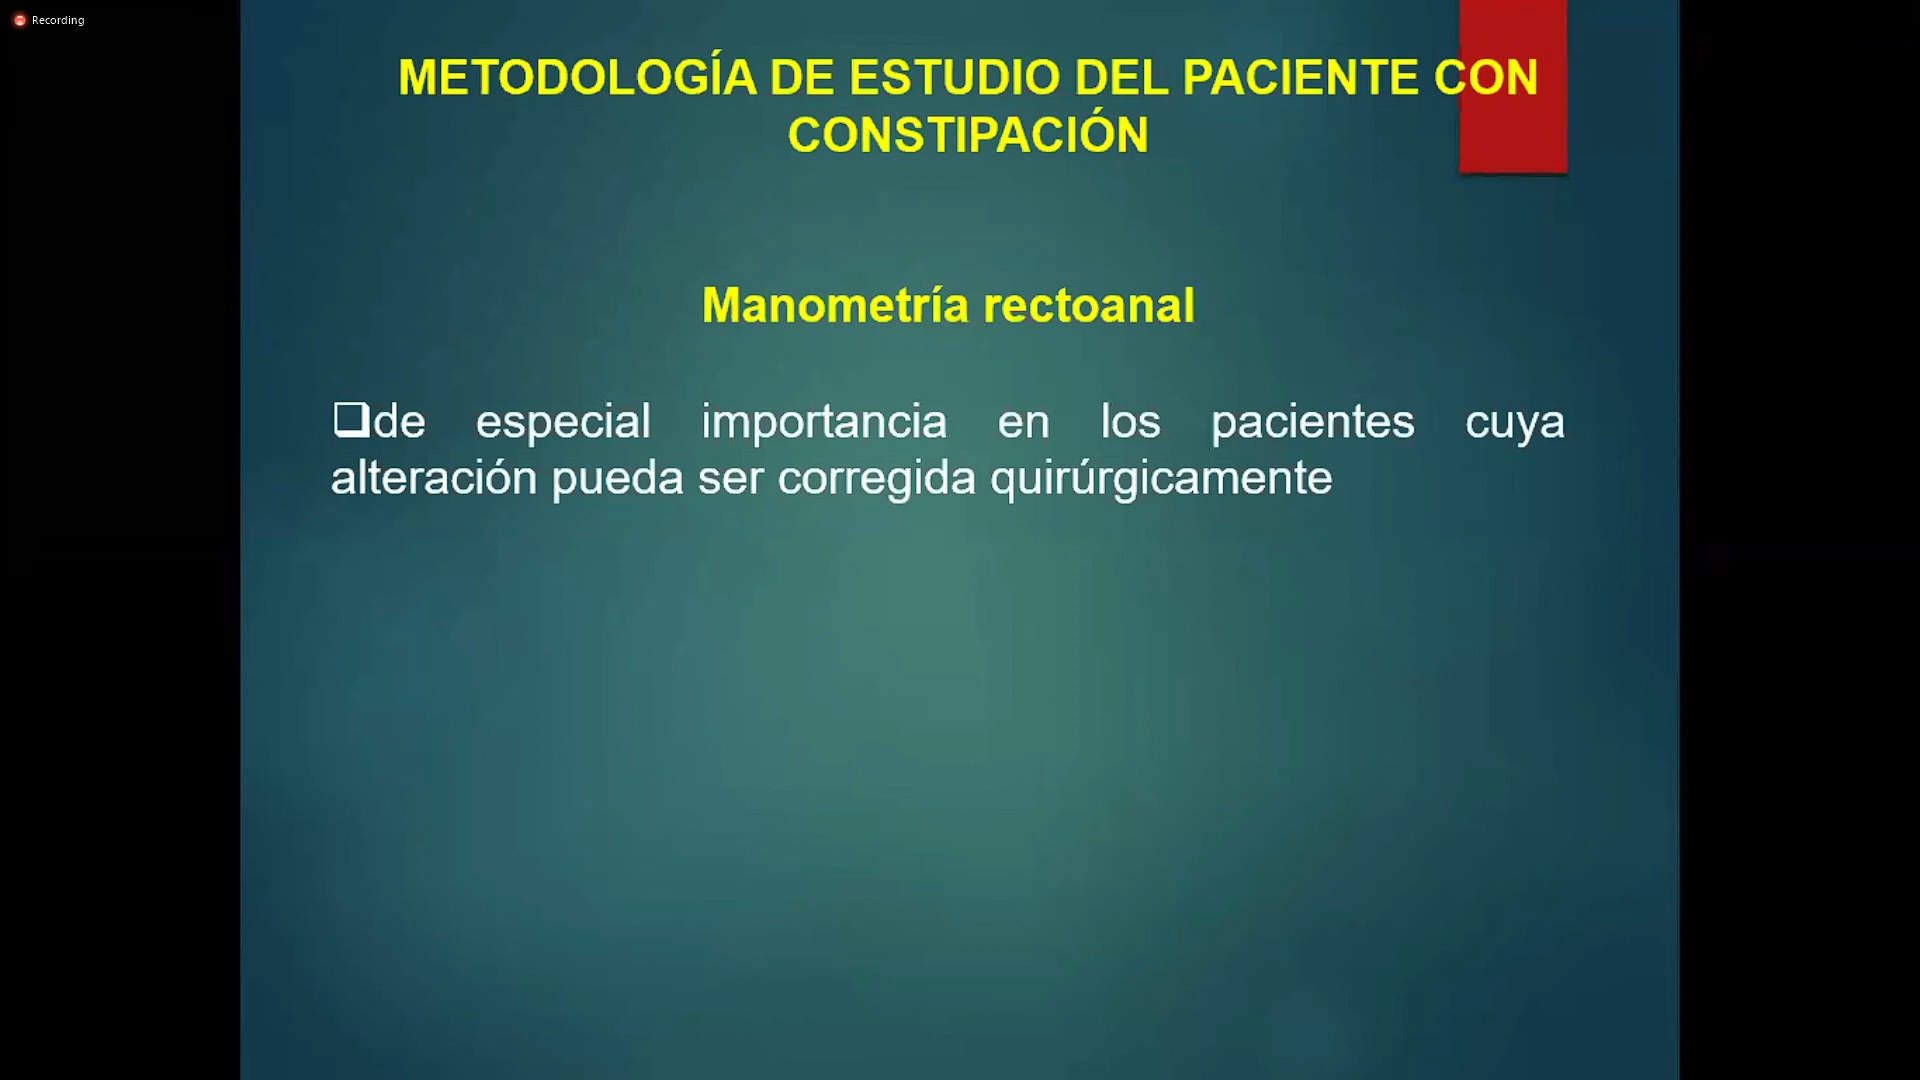 Recording
METODOLOGÍA DE ESTUDIO DEL PACIENTE CON
CONSTIPACIÓN
Manometría rectoanal
❑de especial importancia en los pacientes cuya
alteración pueda ser corregida quirúrgicamente